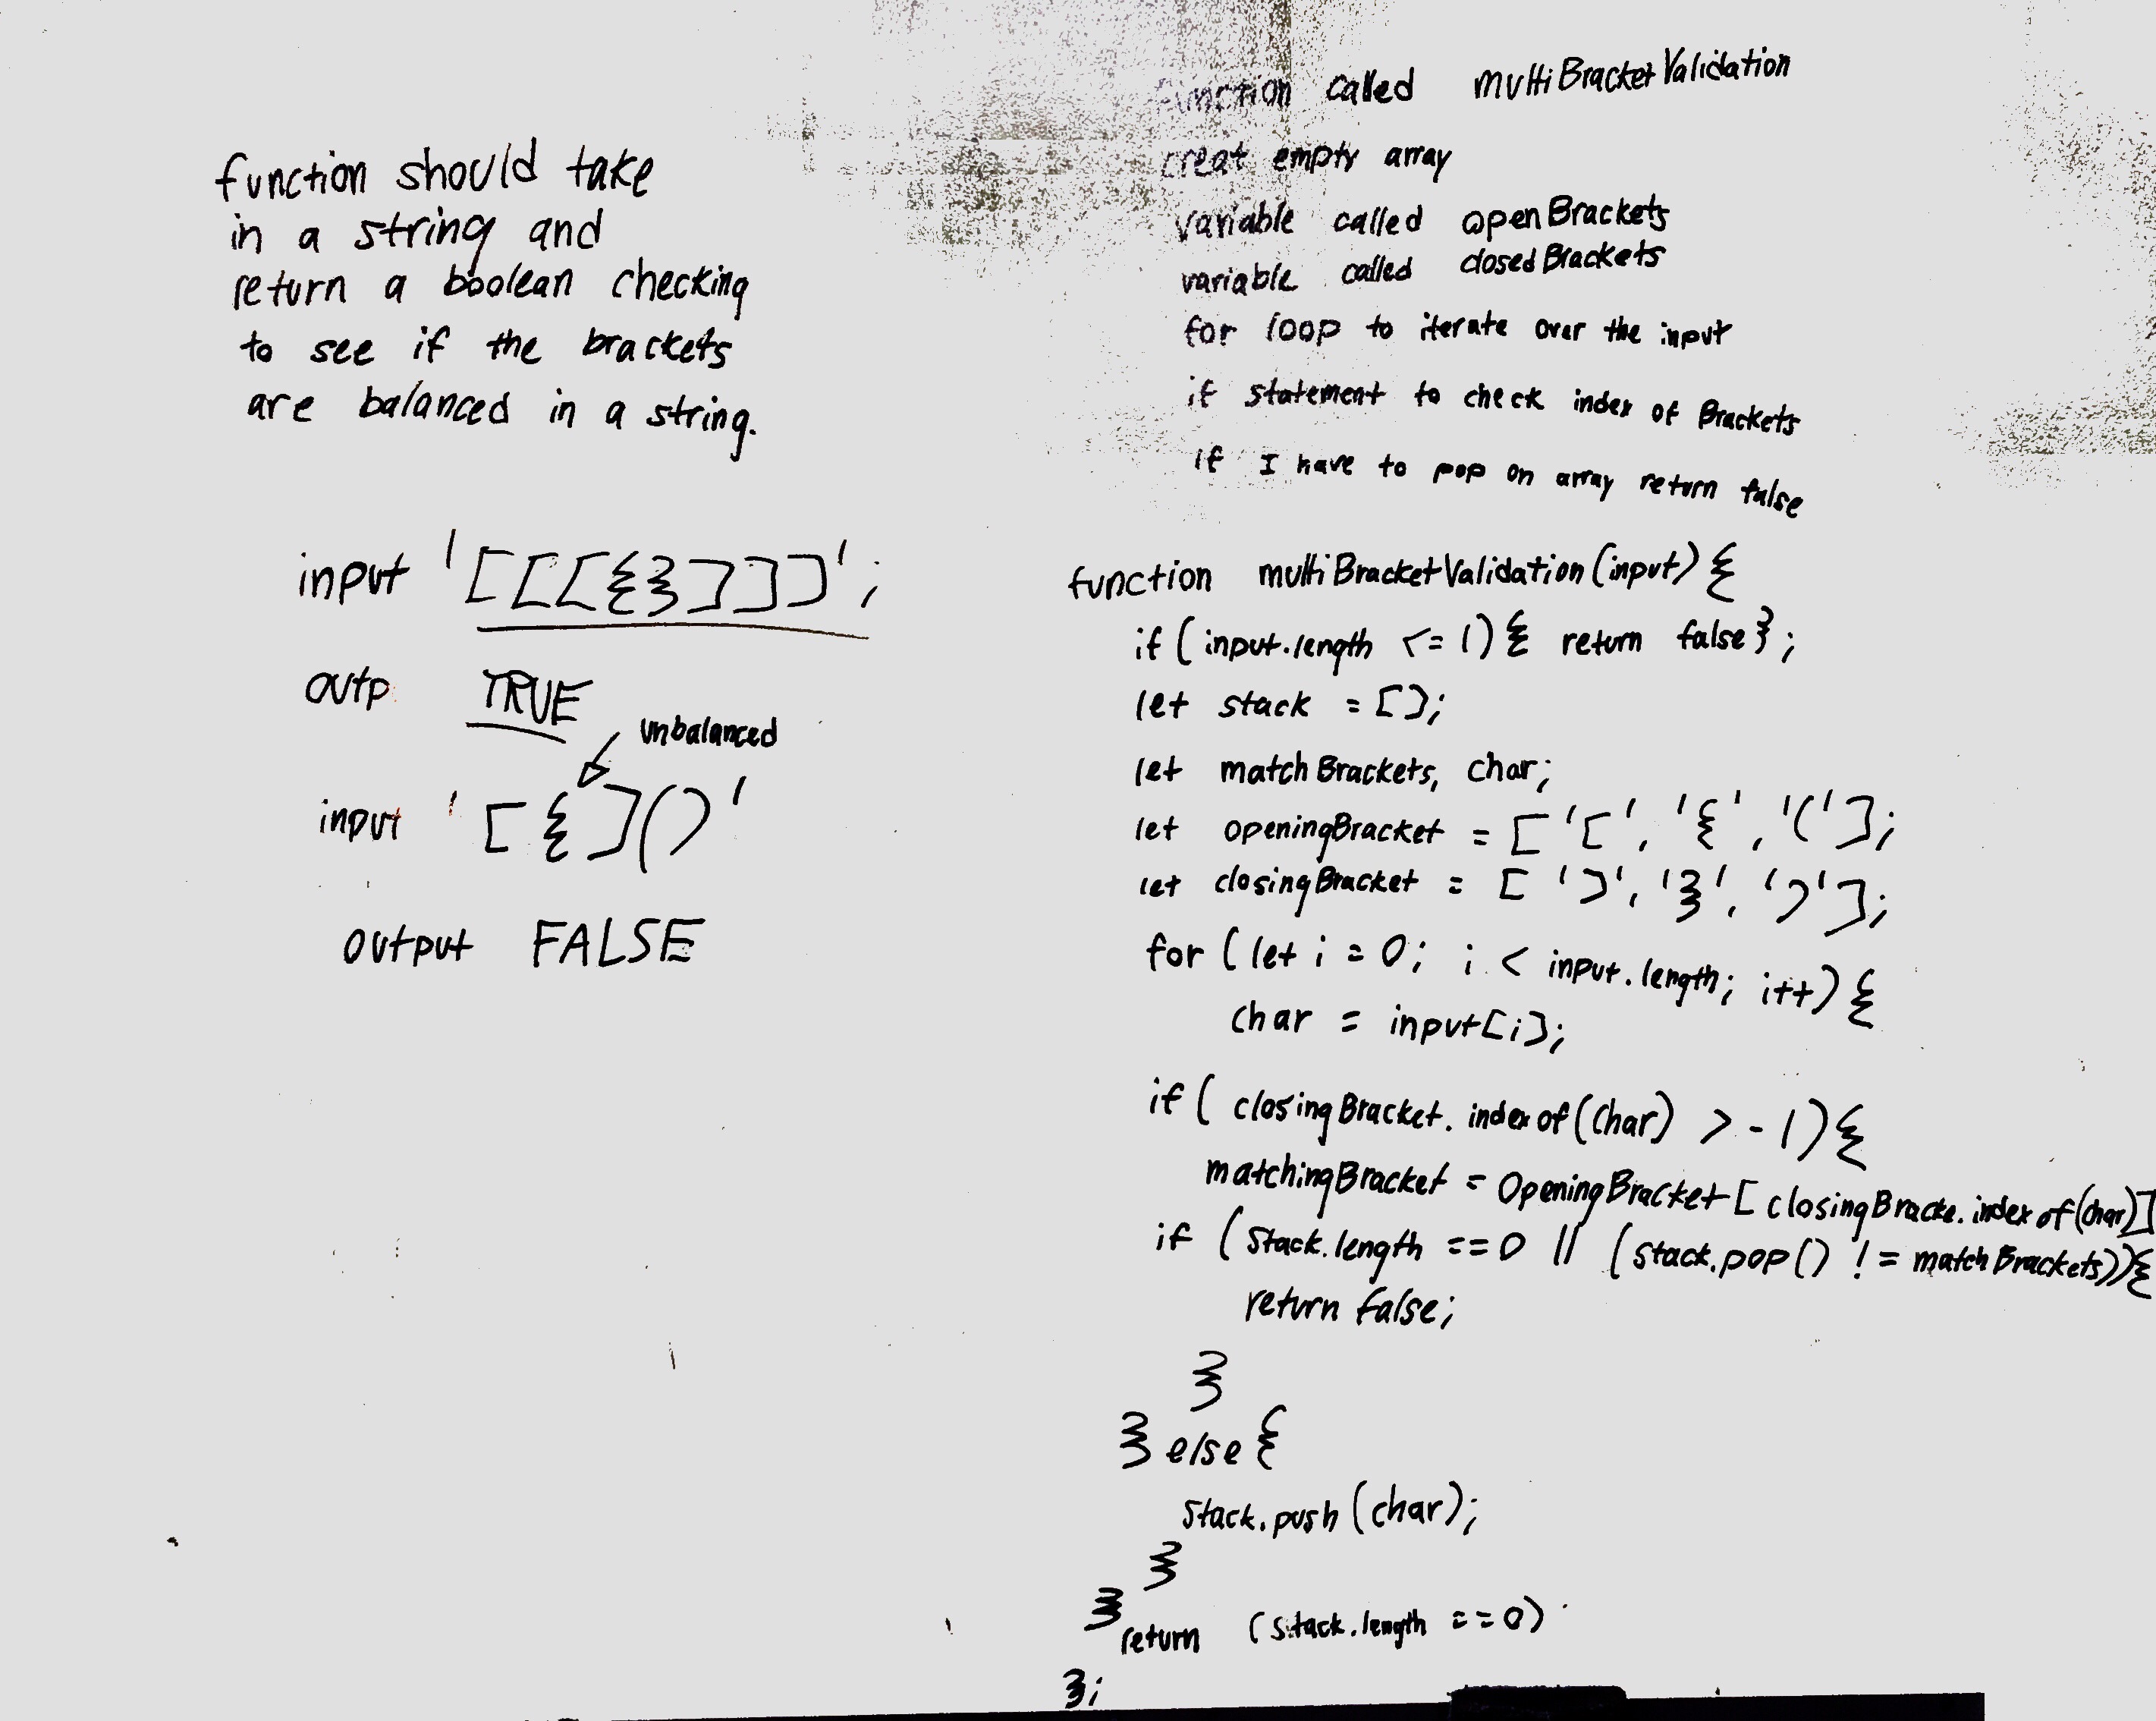 function should take
in a string and
return a boolean checking
to see if the brackets
are balanced in a string.
input '[[[{}]]]';
outp TRUE
unbalanced
input '[{]()'
output FALSE
function called multiBracketValidation
creat empty array
variable called openBrackets
variable called closedBrackets
for loop to iterate over the input
if statement to check index of Brackets
if I have to pop on array return false
function multiBracketValidation(input) {
if (input.length <= 1) { return false};
let stack = [];
let matchBrackets, char;
let openingBracket = ['[', '{', '('];
let closingBracket = [']', '}', ')'];
for (let i = 0; i < input.length; i++) {
char = input[i];
if ( closingBracket.indexof(char) > -1) {
matchingBracket = OpeningBracket[closingBracke.indexof(char)]
if (stack.length == 0 || (stack.pop() != matchBrackets)){
return false;
}
} else {
stack.push(char);
}
} return (stack.length == 0)
};